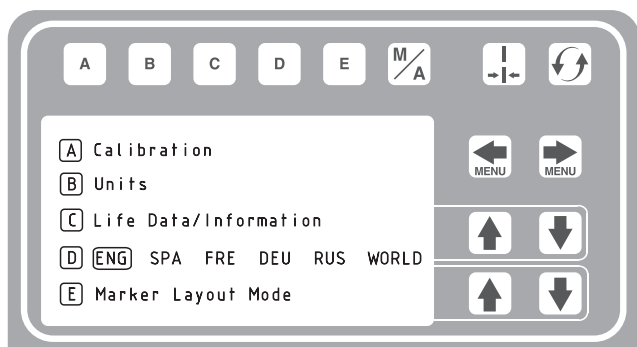 A B C D E M/A
A Calibration
B Units
C Life Data/Information
D ENG SPA FRE DEU RUS WORLD
E Marker Layout Mode
MENU MENU